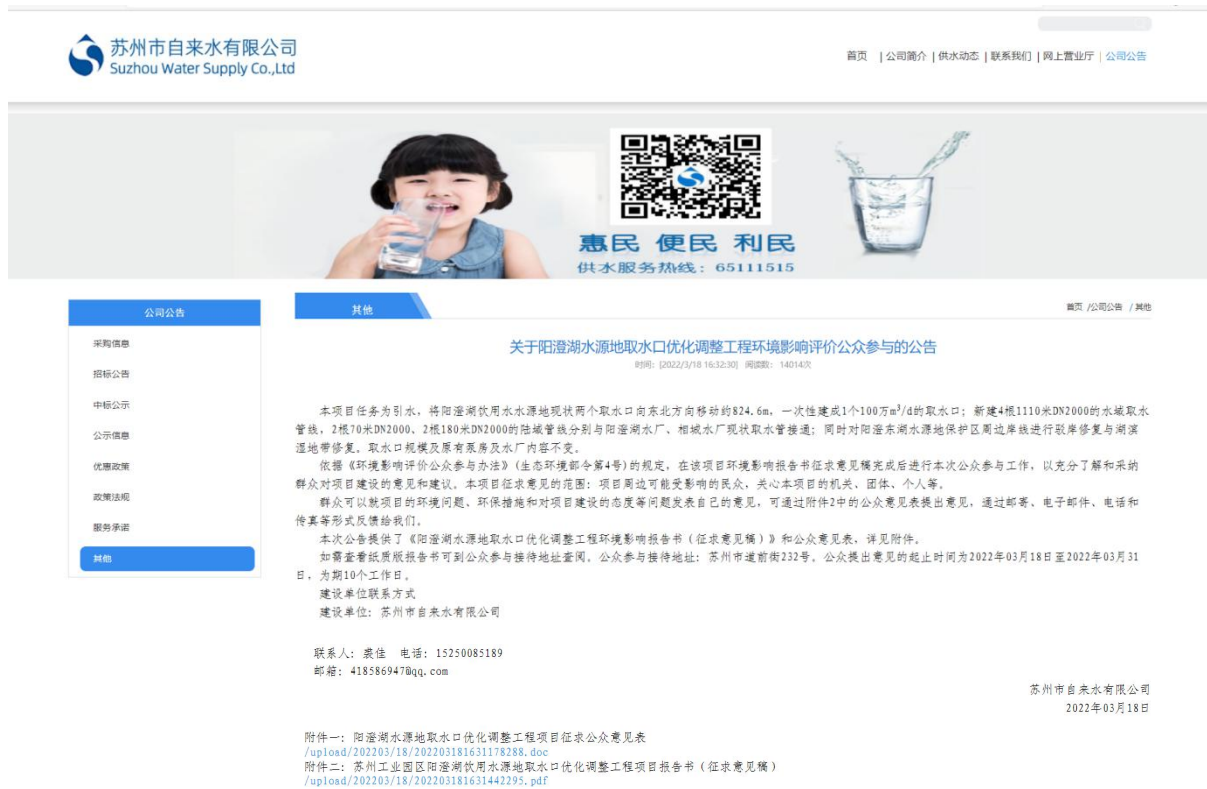 苏州市自来水有限公司
Suzhou Water Supply Co.,Ltd
首页 |公司简介 |供水动态 |联系我们 |网上营业厅 |公司公告
惠民 便民 利民
供水服务热线：65111515
公司公告
采购信息
招标公告
中标公示
公示信息
优惠政策
政策法规
服务承诺
其他
其他
首页 /公司公告 /其他
关于阳澄湖水源地取水口优化调整工程环境影响评价公众参与的公告
时间：[2022/3/18 16:32:30] 阅读数：14014次
本项目任务为引水，将阳澄湖饮用水水源地现状两个取水口向东北方向移动约824.6m，一次性建成1个100万m³/d的取水口；新建4根1110米DN2000的水域取水
管线，2根70米DN2000、2根180米DN2000的陆域管线分别与阳澄湖水厂、相城水厂现状取水管接通；同时对阳澄东湖水源地保护区周边岸线进行驳岸修复与湖滨
湿地带修复。取水口规模及原有泵房及水厂内容不变。
依据《环境影响评价公众参与办法》（生态环境部令第4号）的规定，在该项目环境影响报告书征求意见稿完成后进行本次公众参与工作，以充分了解和采纳
群众对项目建设的意见和建议。本项目征求意见的范围：项目周边可能受影响的民众，关心本项目的机关、团体、个人等。
群众可以就项目的环境问题、环保措施和对项目建设的态度等问题发表自己的意见，可通过附件2中的公众意见表提出意见，通过邮寄、电子邮件、电话和
传真等形式反馈给我们。
本次公告提供了《阳澄湖水源地取水口优化调整工程环境影响报告书（征求意见稿）》和公众意见表，详见附件。
如需查看纸质版报告书可到公众参与接待地址查阅。公众参与接待地址：苏州市道前街232号。公众提出意见的起止时间为2022年03月18日至2022年03月31
日，为期10个工作日。
建设单位联系方式
建设单位：苏州市自来水有限公司
联系人：裘佳 电话：15250085189
邮箱：418586947@qq.com
苏州市自来水有限公司
2022年03月18日
附件一：阳澄湖水源地取水口优化调整工程项目征求公众意见表
/upload/202203/18/202203181631178288.doc
附件二：苏州工业园区阳澄湖饮用水源地取水口优化调整工程项目报告书（征求意见稿）
/upload/202203/18/202203181631442295.pdf